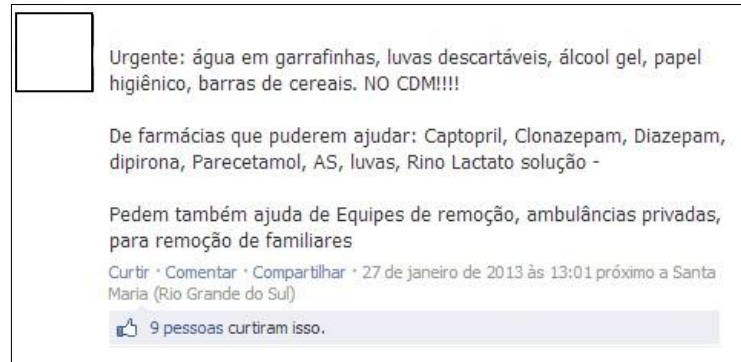 Urgente: água em garrafinhas, luvas descartáveis, álcool gel, papel
higiênico, barras de cereais. NO CDM!!!!
De farmácias que puderem ajudar: Captopril, Clonazepam, Diazepam,
dipirona, Parecetamol, AS, luvas, Rino Lactato solução -
Pedem também ajuda de Equipes de remoção, ambulâncias privadas,
para remoção de familiares
Curtir · Comentar · Compartilhar · 27 de janeiro de 2013 às 13:01 próximo a Santa
Maria (Rio Grande do Sul)
9 pessoas curtiram isso.